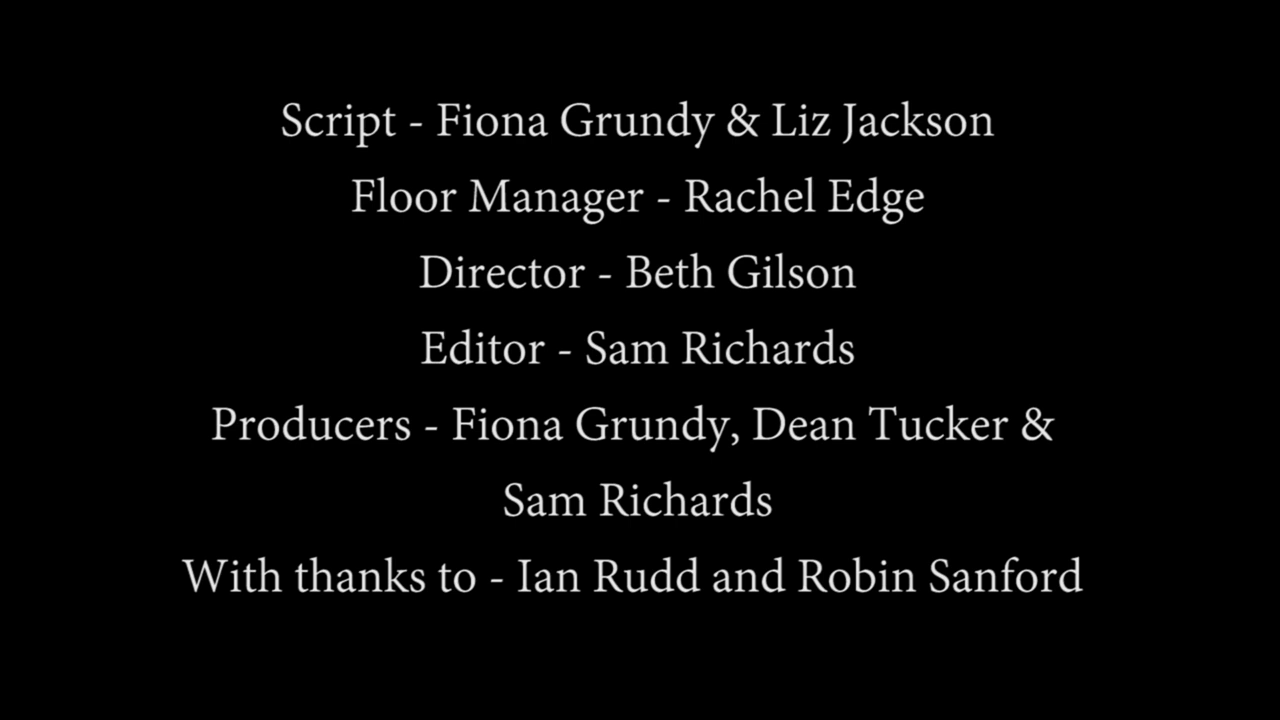 Script - Fiona Grundy & Liz Jackson
Floor Manager - Rachel Edge
Director - Beth Gilson
Editor - Sam Richards
Producers - Fiona Grundy, Dean Tucker &
Sam Richards
With thanks to - Ian Rudd and Robin Sanford